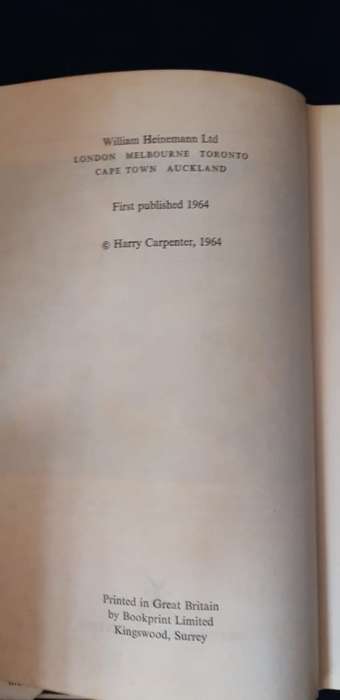 William Heinemann Ltd
LONDON MELBOURNE TORONTO
CAPE TOWN AUCKLAND
First published 1964
© Harry Carpenter, 1964
Printed in Great Britain
by Bookprint Limited
Kingswood, Surrey